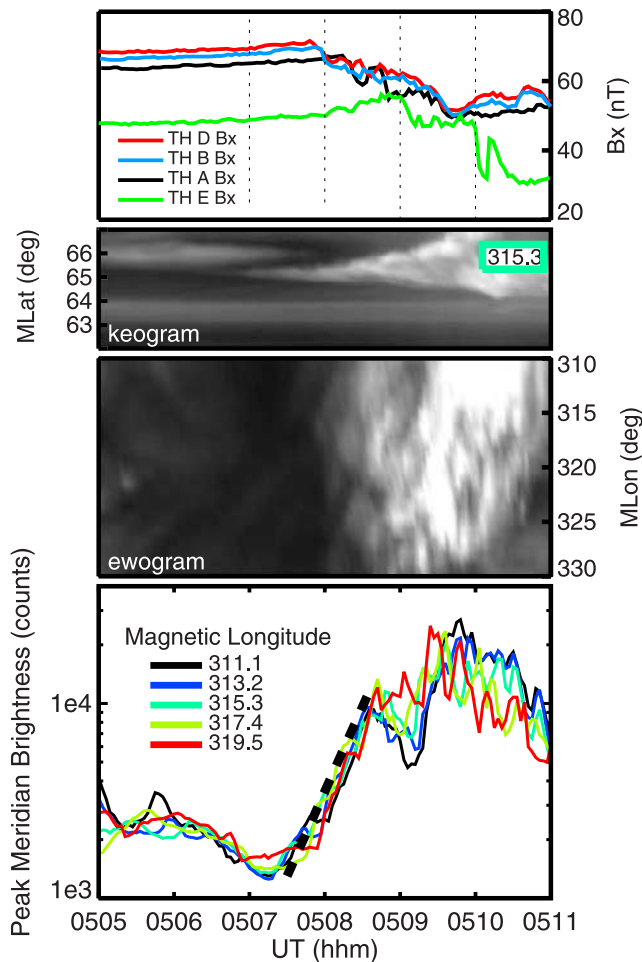 80
60
40
20
Bx (nT)
TH D Bx
TH B Bx
TH A Bx
TH E Bx
MLat (deg)
66
65
64
63
315.3
keogram
310
315
320
325
330
MLon (deg)
ewogram
Peak Meridian Brightness (counts)
1e4
1e3
Magnetic Longitude
311.1
313.2
315.3
317.4
319.5
0505 0506 0507 0508 0509 0510 0511
UT (hhm)